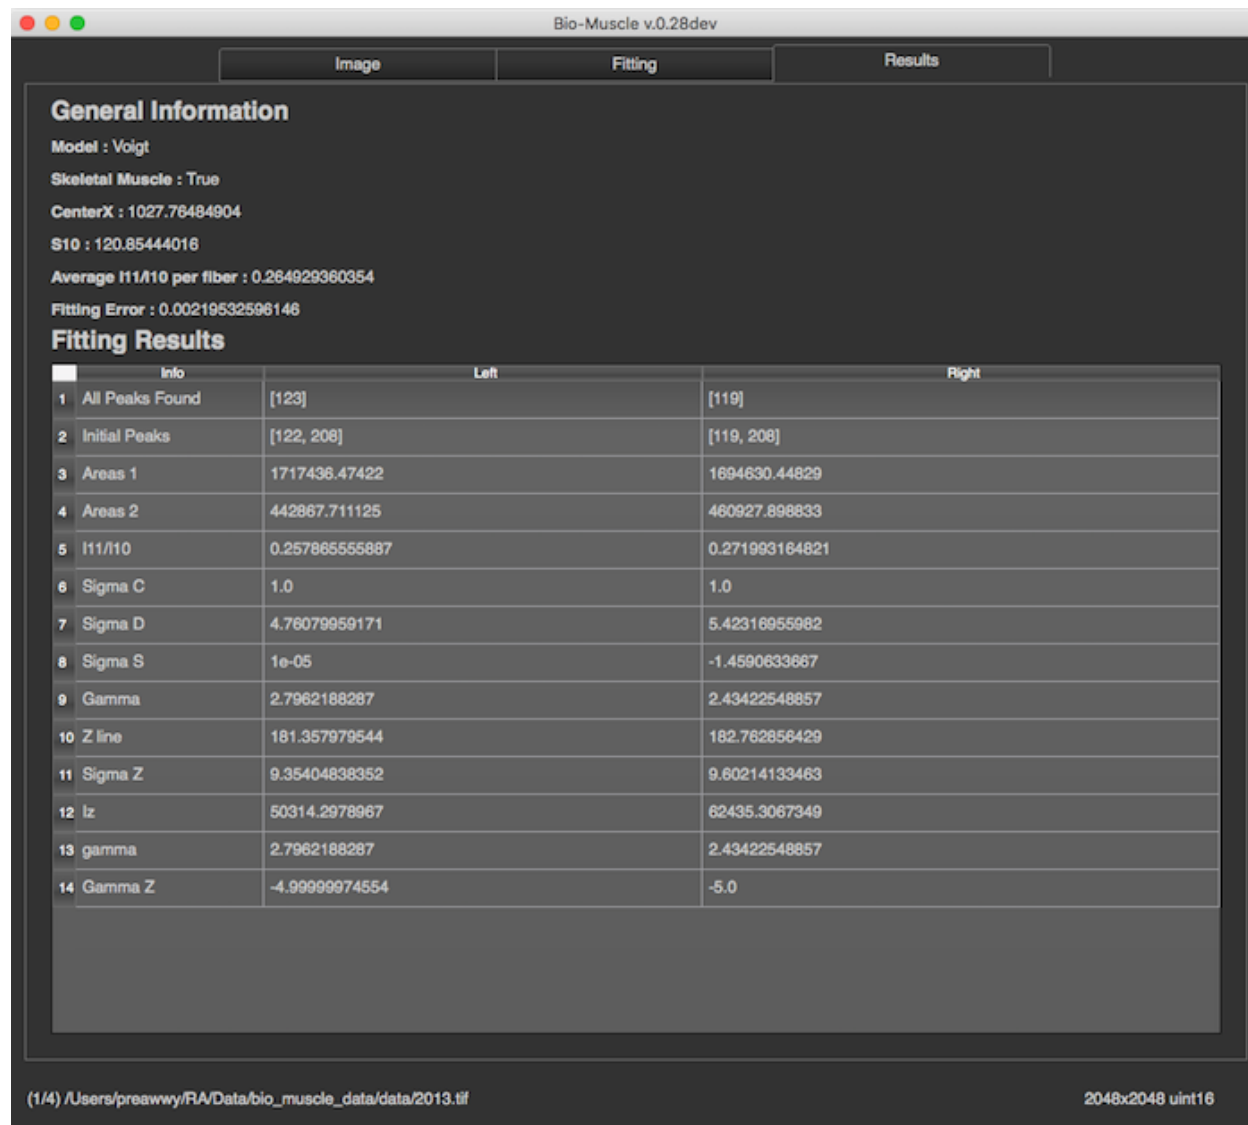 Bio-Muscle v.0.28dev
Image Fitting Results
General Information
Model : Voigt
Skeletal Muscle : True
CenterX : 1027.76484904
S10 : 120.85444016
Average I11/I10 per fiber : 0.264929360354
Fitting Error : 0.00219532596146
Fitting Results
Info Left Right
1 All Peaks Found [123] [119]
2 Initial Peaks [122, 208] [119, 208]
3 Areas 1 1717436.47422 1694630.44829
4 Areas 2 442867.711125 460927.898833
5 I11/I10 0.257865555887 0.271993164821
6 Sigma C 1.0 1.0
7 Sigma D 4.76079959171 5.42316955982
8 Sigma S 1e-05 -1.4590633667
9 Gamma 2.7962188287 2.43422548857
10 Z line 181.357979544 182.762856429
11 Sigma Z 9.35404838352 9.60214133463
12 Iz 50314.2978967 62435.3067349
13 gamma 2.7962188287 2.43422548857
14 Gamma Z -4.99999974554 -5.0
(1/4) /Users/preawwy/RA/Data/bio_muscle_data/data/2013.tif 2048x2048 uint16